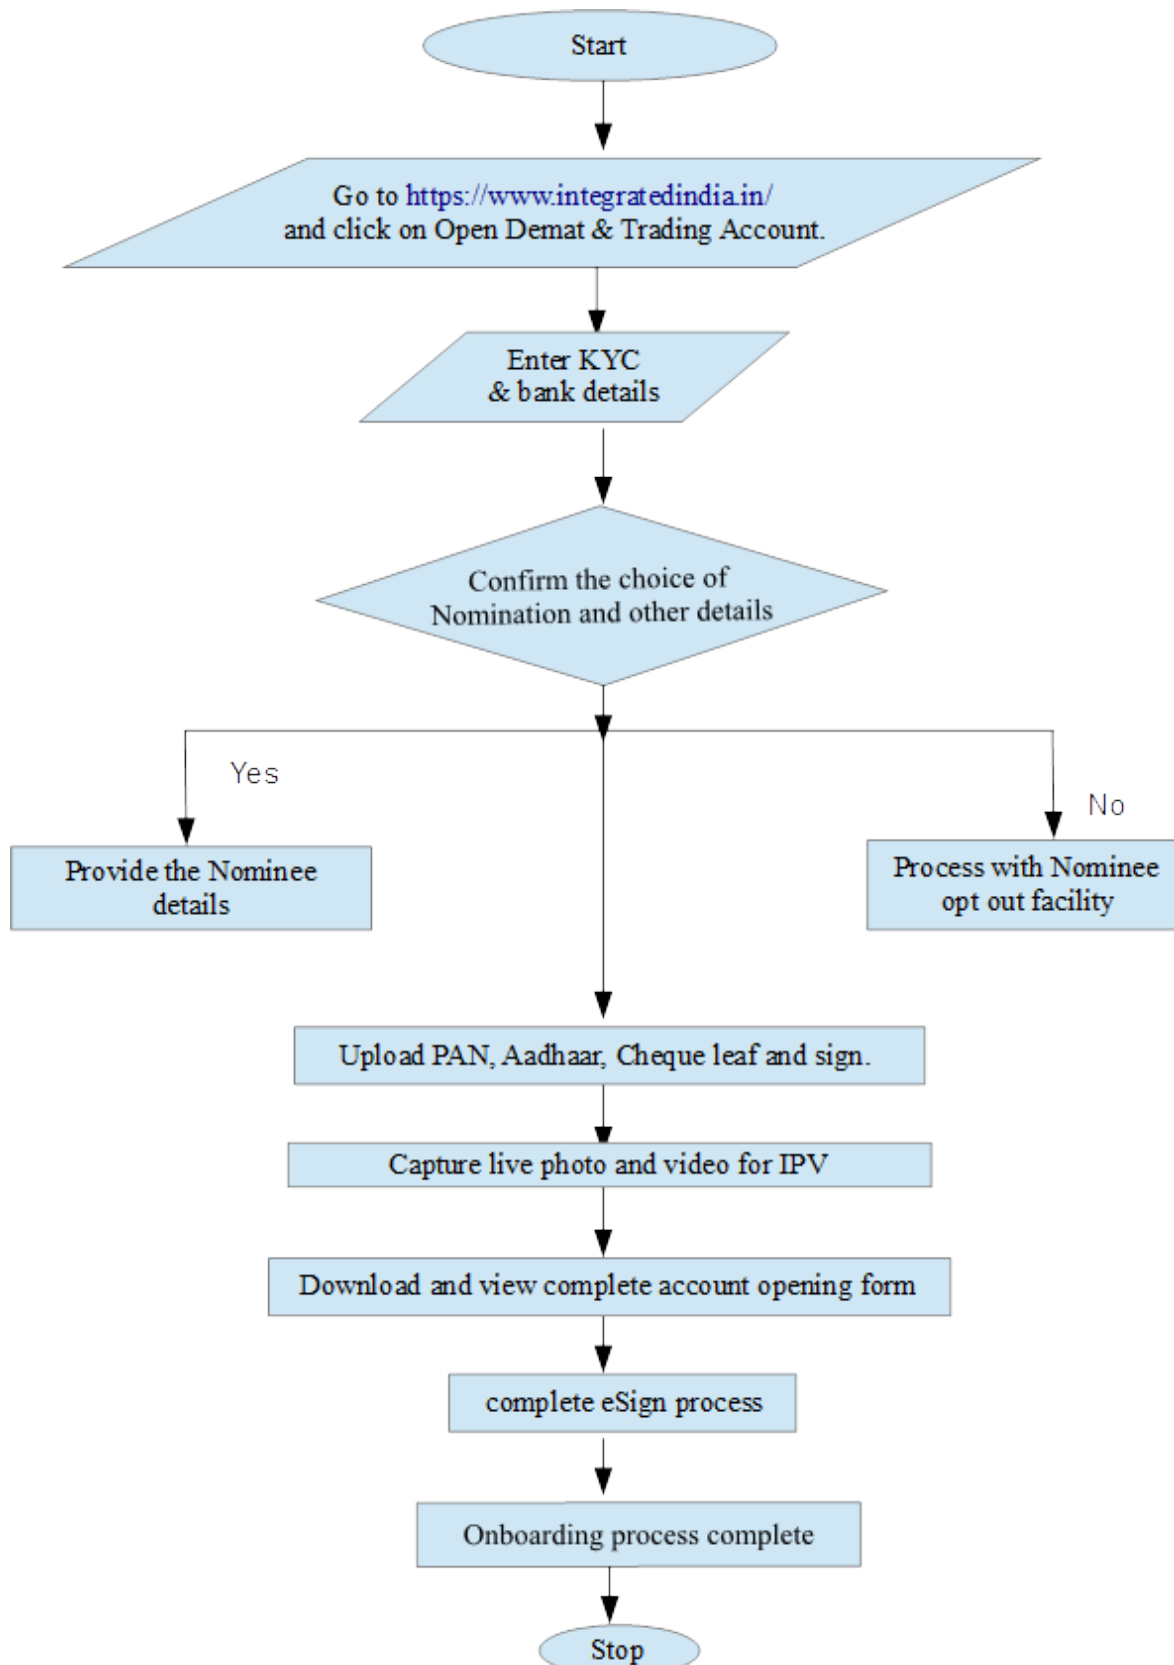 Start
Go to https://www.integratedindia.in/
and click on Open Demat & Trading Account.
Enter KYC
& bank details
Confirm the choice of
Nomination and other details
Yes
No
Provide the Nominee
details
Process with Nominee
opt out facility
Upload PAN, Aadhaar, Cheque leaf and sign.
Capture live photo and video for IPV
Download and view complete account opening form
complete eSign process
Onboarding process complete
Stop